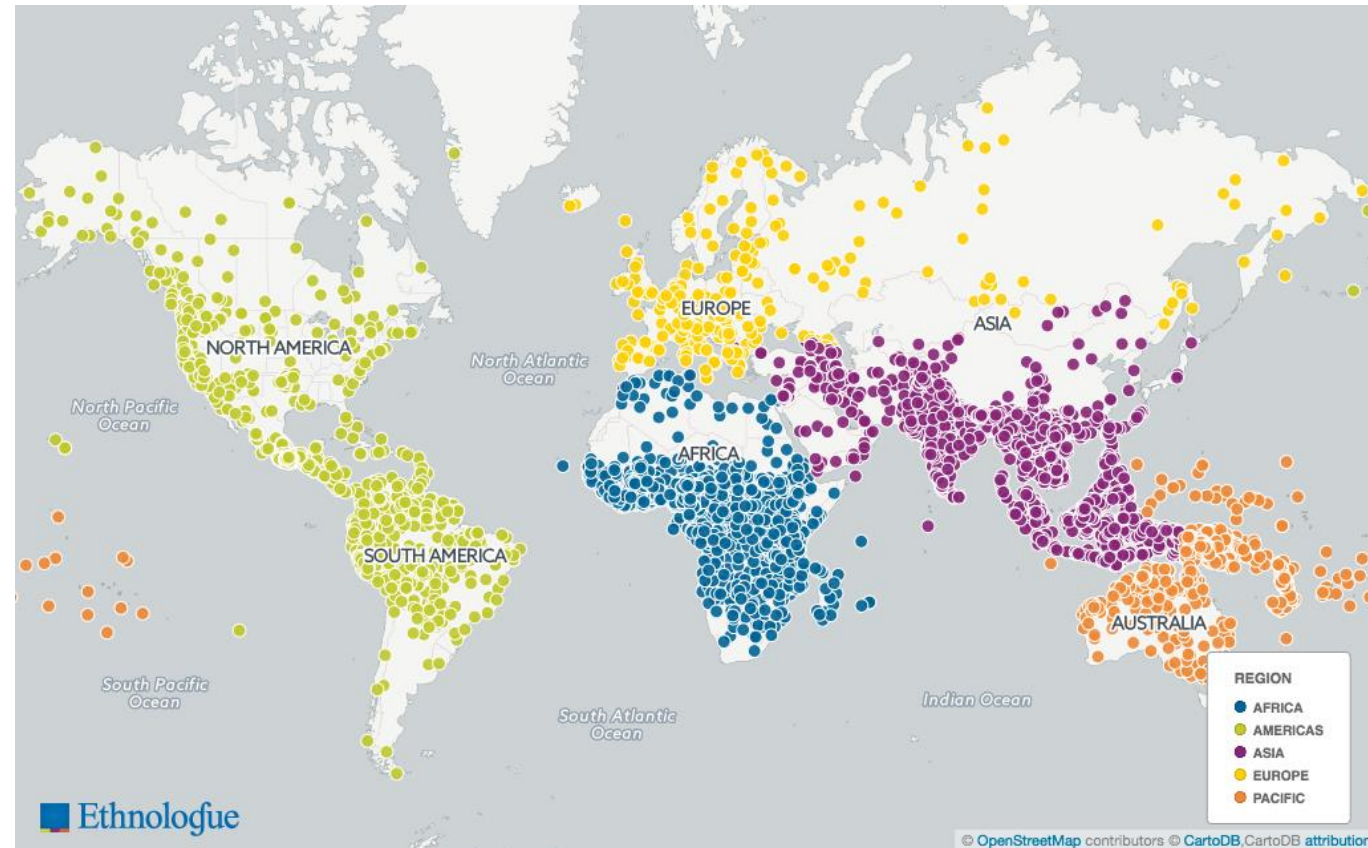 EUROPE
ASIA
NORTH AMERICA
North Atlantic
Ocean
North Pacific
Ocean
AFRICA
SOUTH AMERICA
AUSTRALIA
South Pacific
Ocean
South Atlantic
Ocean
Indian Ocean
REGION
AFRICA
AMERICAS
ASIA
EUROPE
PACIFIC
Ethnologue
© OpenStreetMap contributors © CartoDB,CartoDB attribution